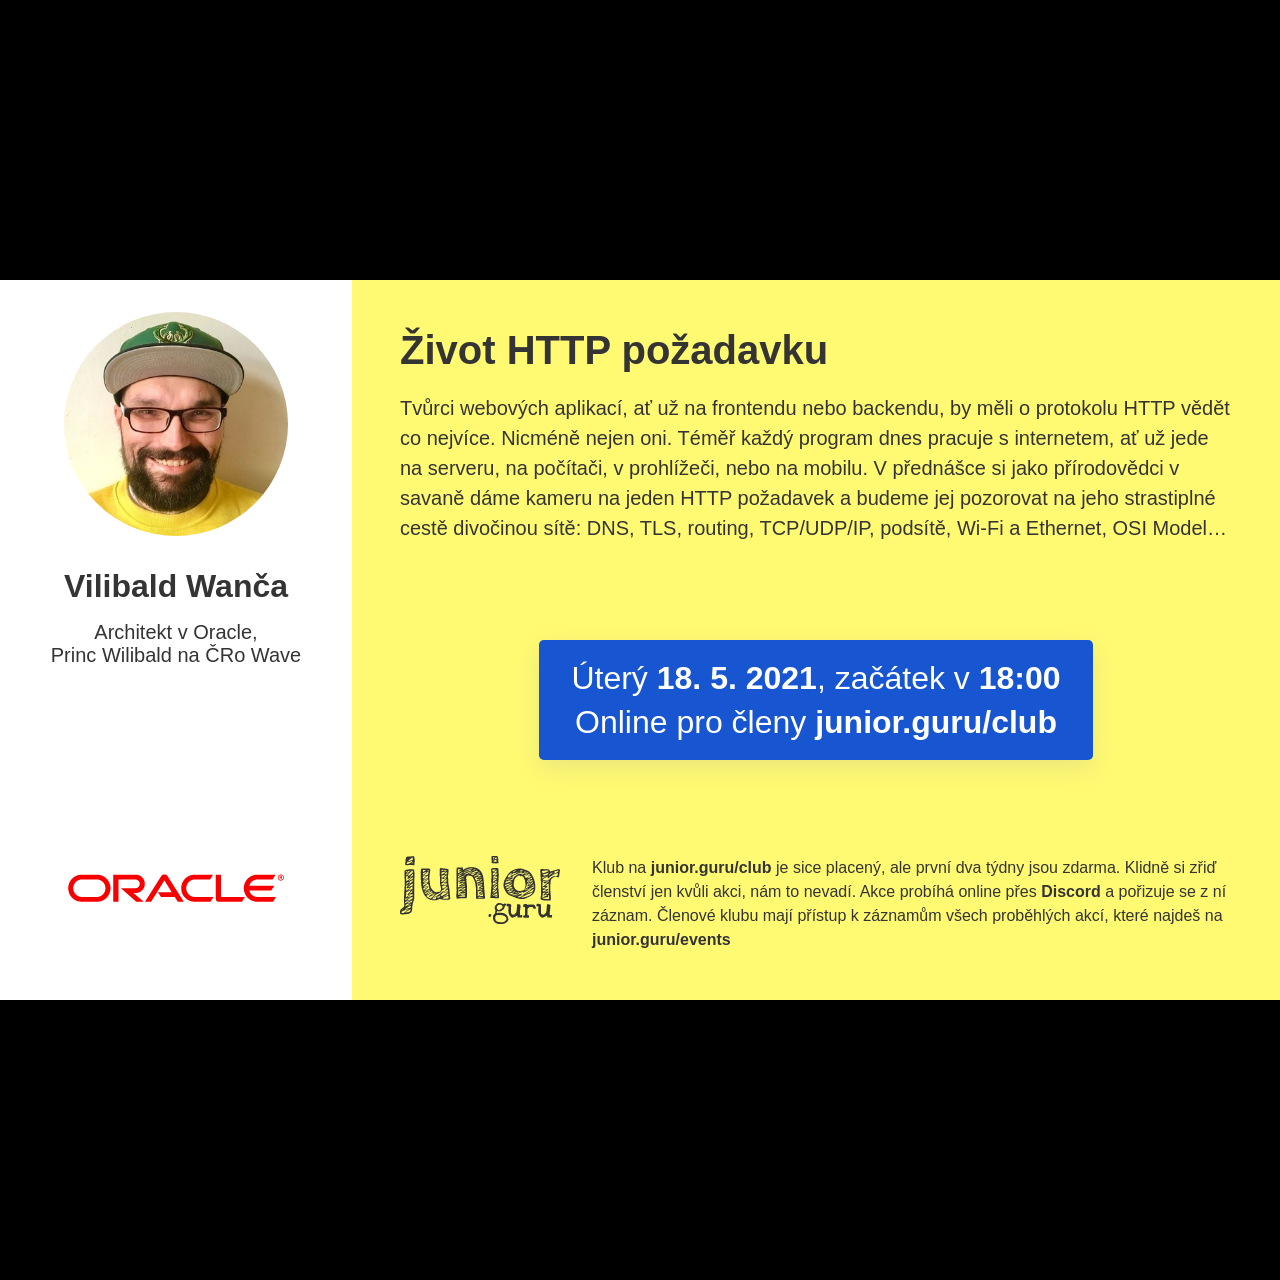 Vilibald Wanča
Architekt v Oracle,
Princ Wilibald na ČRo Wave
ORACLE®
Život HTTP požadavku
Tvůrci webových aplikací, ať už na frontendu nebo backendu, by měli o protokolu HTTP vědět
co nejvíce. Nicméně nejen oni. Téměř každý program dnes pracuje s internetem, ať už jede
na serveru, na počítači, v prohlížeči, nebo na mobilu. V přednášce si jako přírodovědci v
savaně dáme kameru na jeden HTTP požadavek a budeme jej pozorovat na jeho strastiplné
cestě divočinou sítě: DNS, TLS, routing, TCP/UDP/IP, podsítě, Wi-Fi a Ethernet, OSI Model…
Úterý 18. 5. 2021, začátek v 18:00
Online pro členy junior.guru/club
junior
.guru
Klub na junior.guru/club je sice placený, ale první dva týdny jsou zdarma. Klidně si zřiď
členství jen kvůli akci, nám to nevadí. Akce probíhá online přes Discord a pořizuje se z ní
záznam. Členové klubu mají přístup k záznamům všech proběhlých akcí, které najdeš na
junior.guru/events